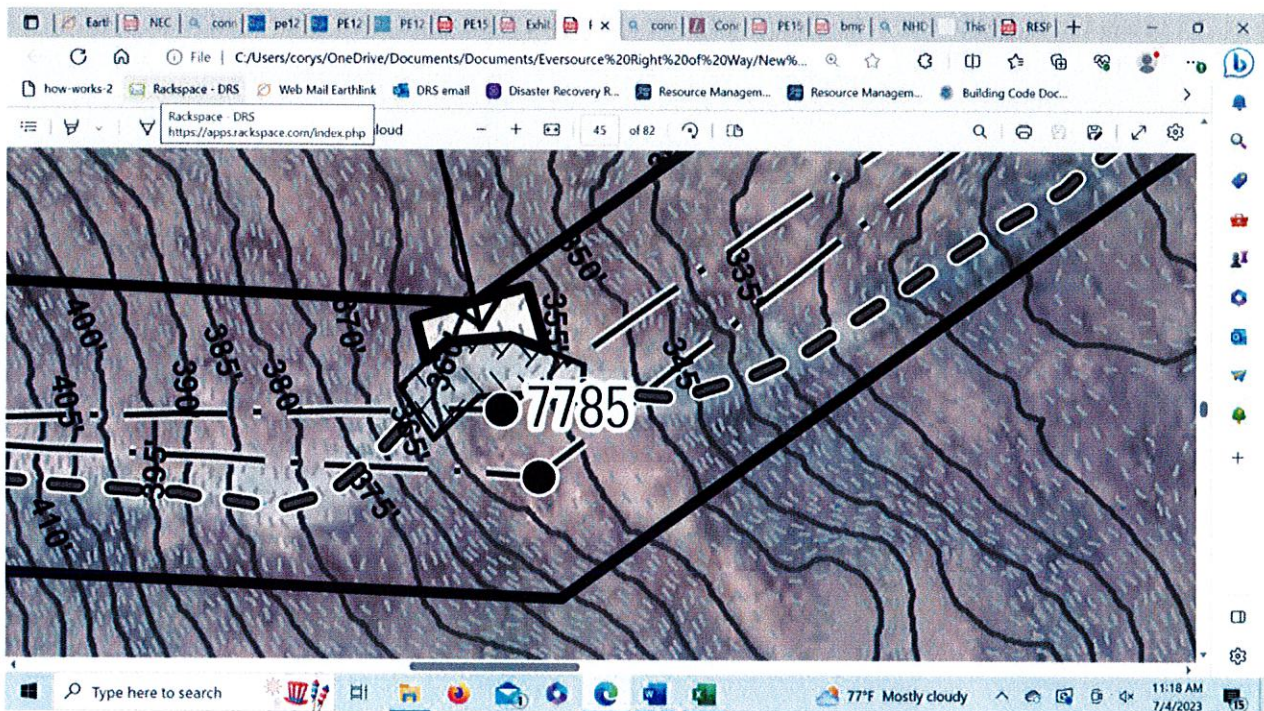 Earth NEC conn pe12 PE12 PE12 PE15 Exhit conn Con PE15 bmp NHD This RESP
File C:/Users/corys/OneDrive/Documents/Documents/Eversource%20Right%20of%20Way/New%...
how-works-2 Rackspace - DRS Web Mail Earthlink DRS email Disaster Recovery R... Resource Managem... Resource Managem... Building Code Doc...
Rackspace - DRS
https://apps.rackspace.com/index.php
loud 45 of 82
350'
335'
400'
370'
355'
385'
360'
345'
405'
390'
380'
7785
365'
395'
375'
410'
Type here to search 77°F Mostly cloudy 11:18 AM
7/4/2023 15